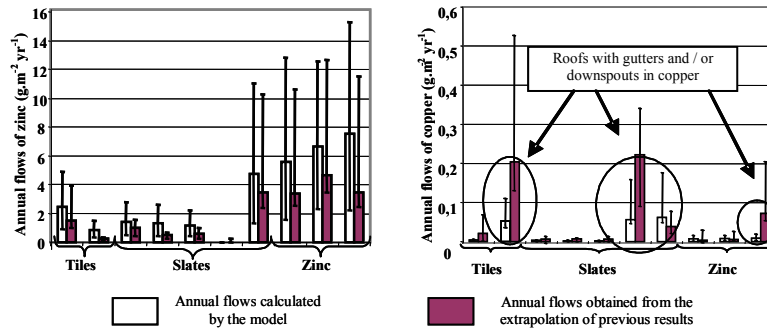 Annual flows of zinc (g.m⁻² yr⁻¹)
16
14
12
10
8
6
4
2
0
Tiles
Slates
Zinc
Annual flows of copper (g.m⁻² yr⁻¹)
0,6
0,5
0,4
0,3
0,2
0,1
0
Roofs with gutters and / or
downspouts in copper
Tiles
Slates
Zinc
Annual flows calculated
by the model
Annual flows obtained from the
extrapolation of previous results